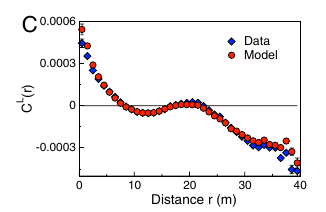 C
0.0006
0.0003
0
-0.0003
C^L(r)
Data
Model
0 10 20 30 40
Distance r (m)